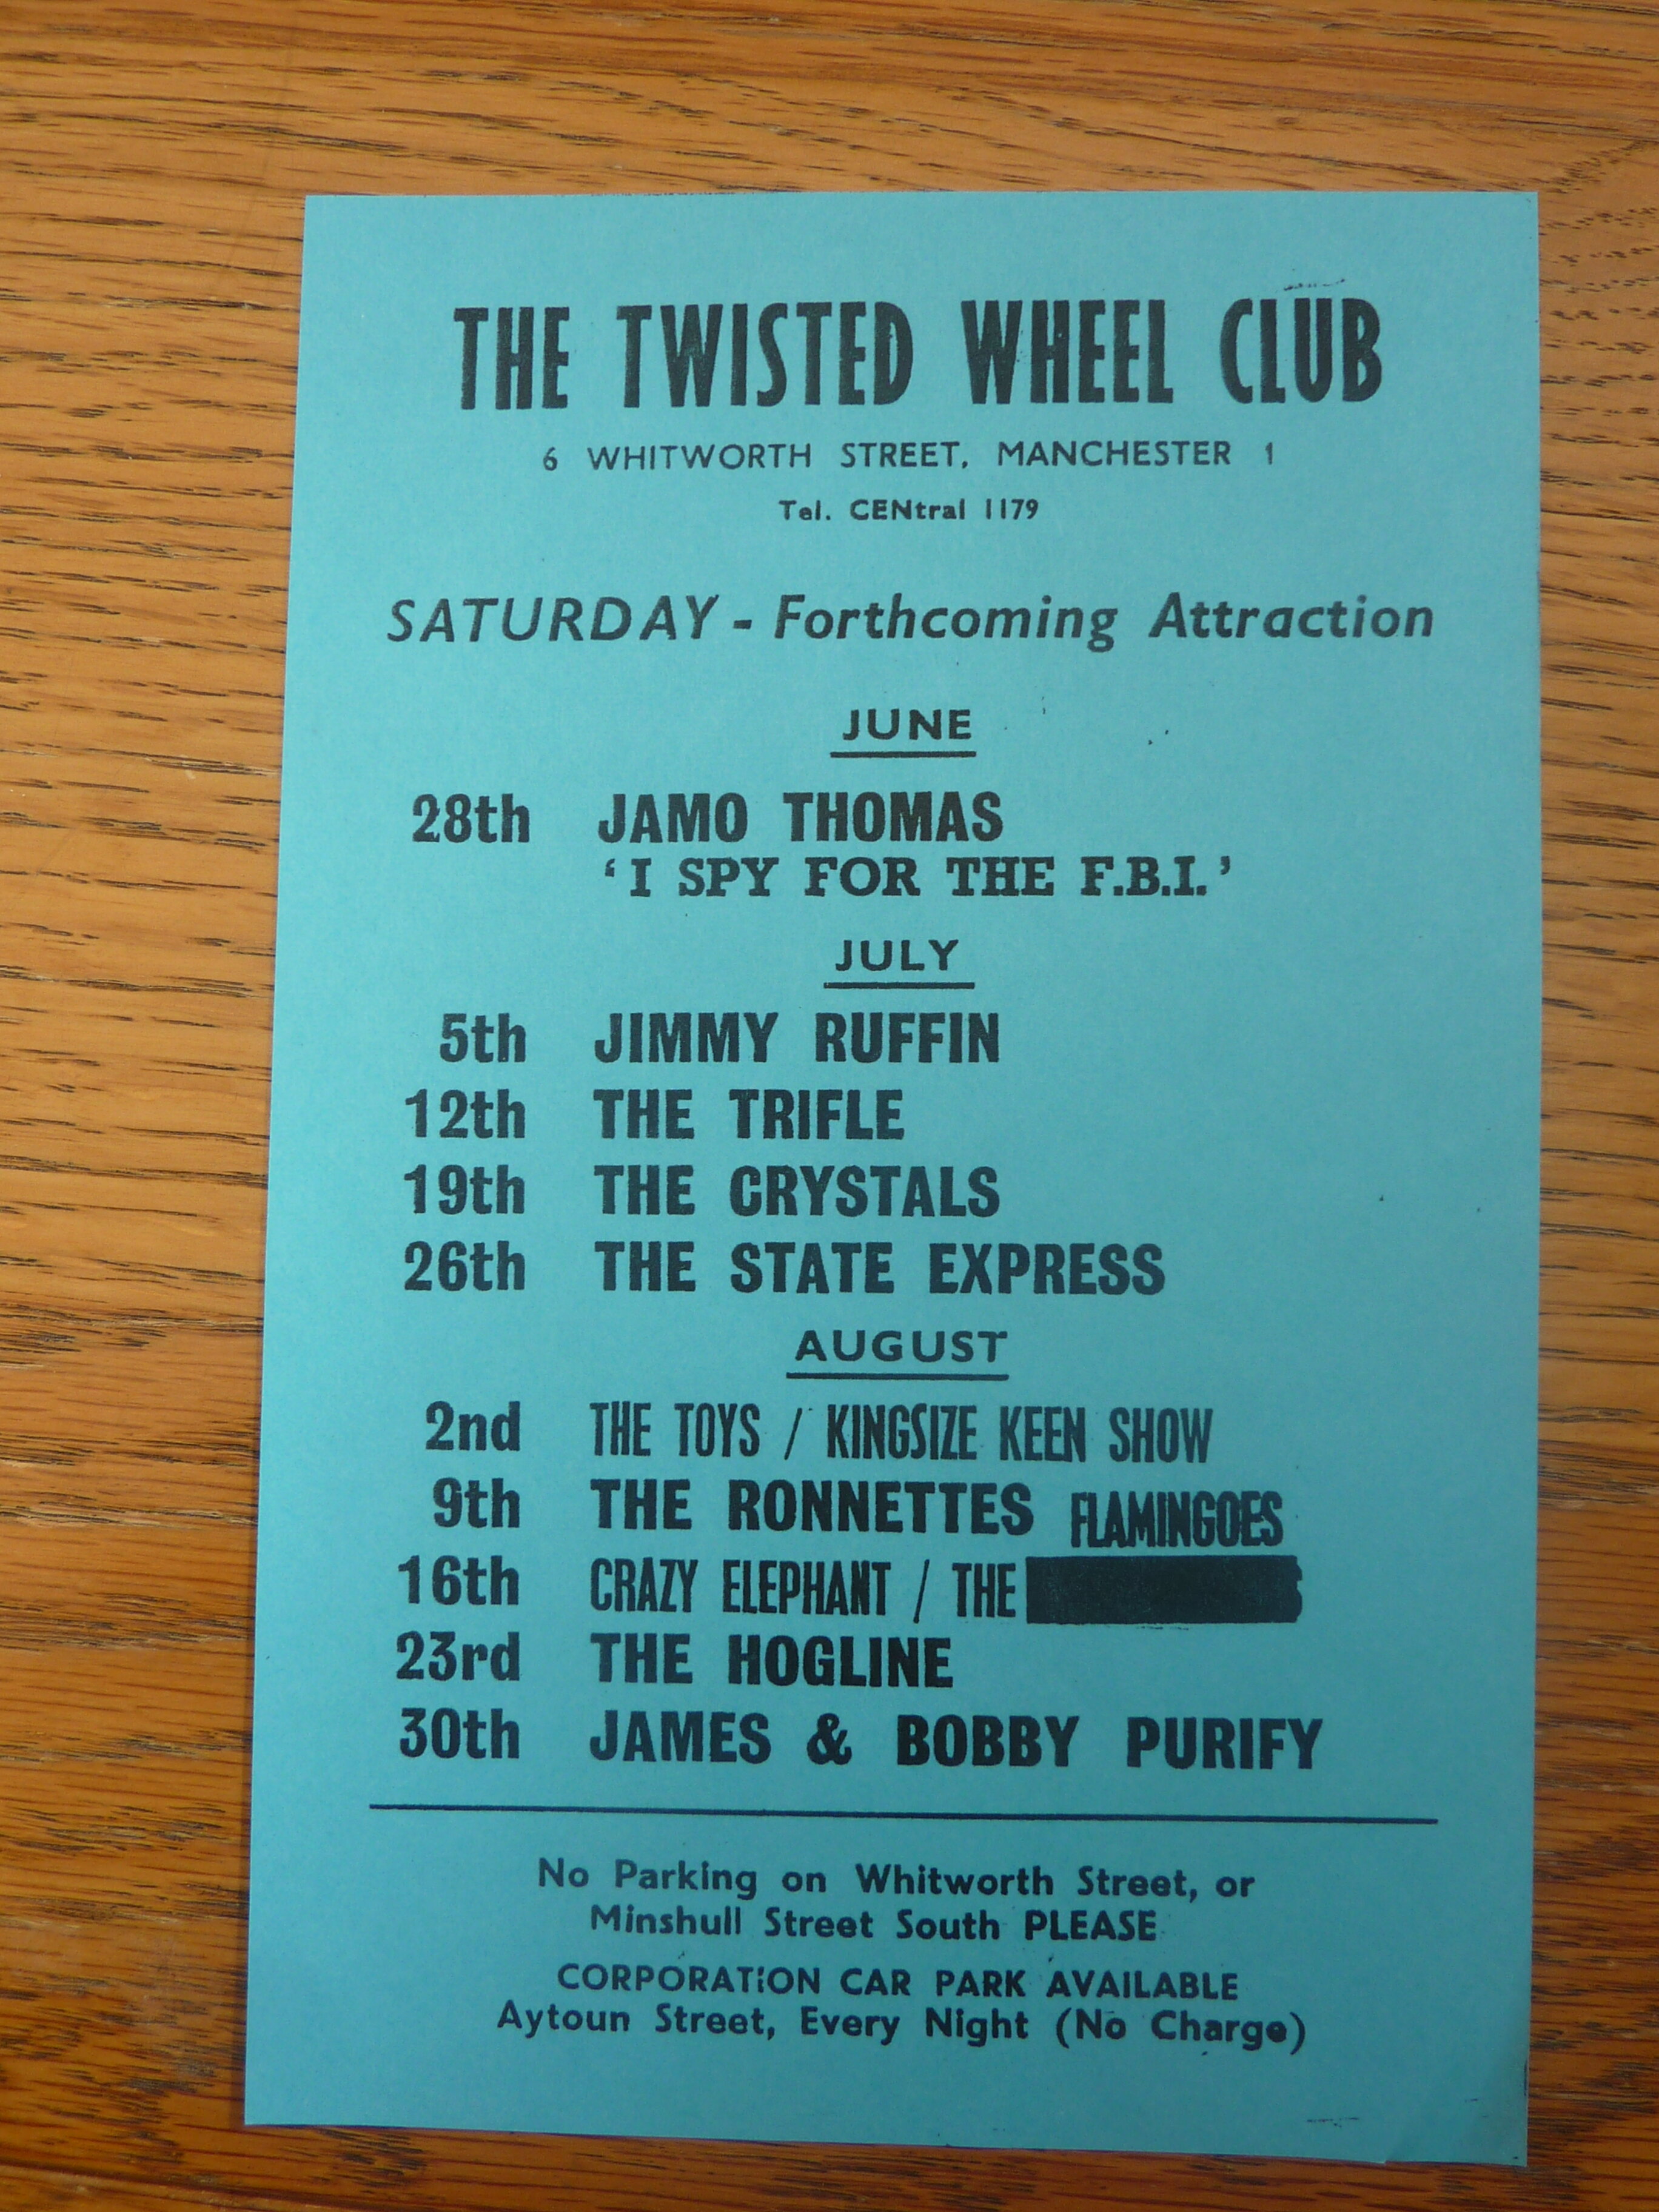 THE TWISTED WHEEL CLUB
6 WHITWORTH STREET, MANCHESTER 1
Tel. CENtral 1179
SATURDAY - Forthcoming Attraction
JUNE
28th JAMO THOMAS
'I SPY FOR THE F.B.I.'
JULY
5th JIMMY RUFFIN
12th THE TRIFLE
19th THE CRYSTALS
26th THE STATE EXPRESS
AUGUST
2nd THE TOYS / KINGSIZE KEEN SHOW
9th THE RONNETTES FLAMINGOES
16th CRAZY ELEPHANT / THE
23rd THE HOGLINE
30th JAMES & BOBBY PURIFY
No Parking on Whitworth Street, or
Minshull Street South PLEASE
CORPORATION CAR PARK AVAILABLE
Aytoun Street, Every Night (No Charge)